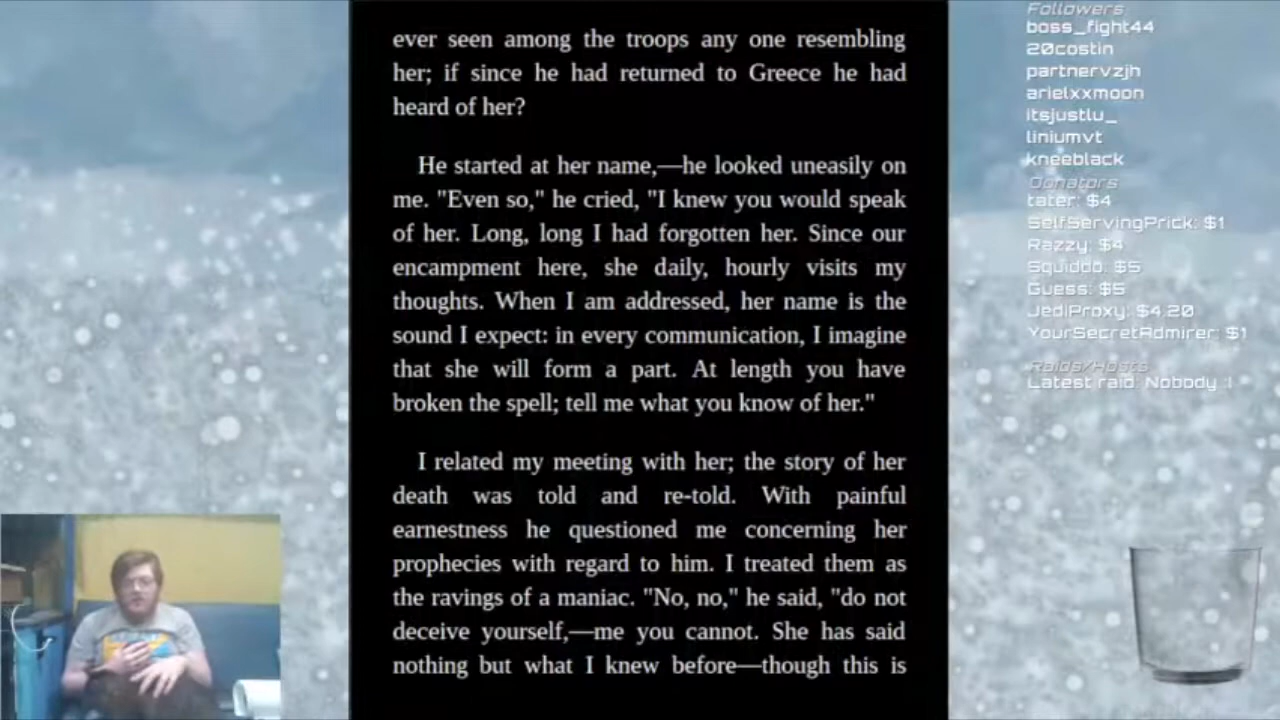 ever seen among the troops any one resembling
her; if since he had returned to Greece he had
heard of her?
He started at her name,—he looked uneasily on
me. "Even so," he cried, "I knew you would speak
of her. Long, long I had forgotten her. Since our
encampment here, she daily, hourly visits my
thoughts. When I am addressed, her name is the
sound I expect: in every communication, I imagine
that she will form a part. At length you have
broken the spell; tell me what you know of her."
I related my meeting with her; the story of her
death was told and re-told. With painful
earnestness he questioned me concerning her
prophecies with regard to him. I treated them as
the ravings of a maniac. "No, no," he said, "do not
deceive yourself,—me you cannot. She has said
nothing but what I knew before—though this is
Followers
boss_fight44
20costin
partnervzjh
arielxxmoon
itsjustlu_
liniumvt
kneeblack
Donators
tater: $4
SelfServingPrick: $1
Razzy: $4
Squiddo: $5
Guess: $5
JediProxy: $4.20
YourSecretAdmirer: $1
Raids/Hosts
Latest raid: Nobody :(